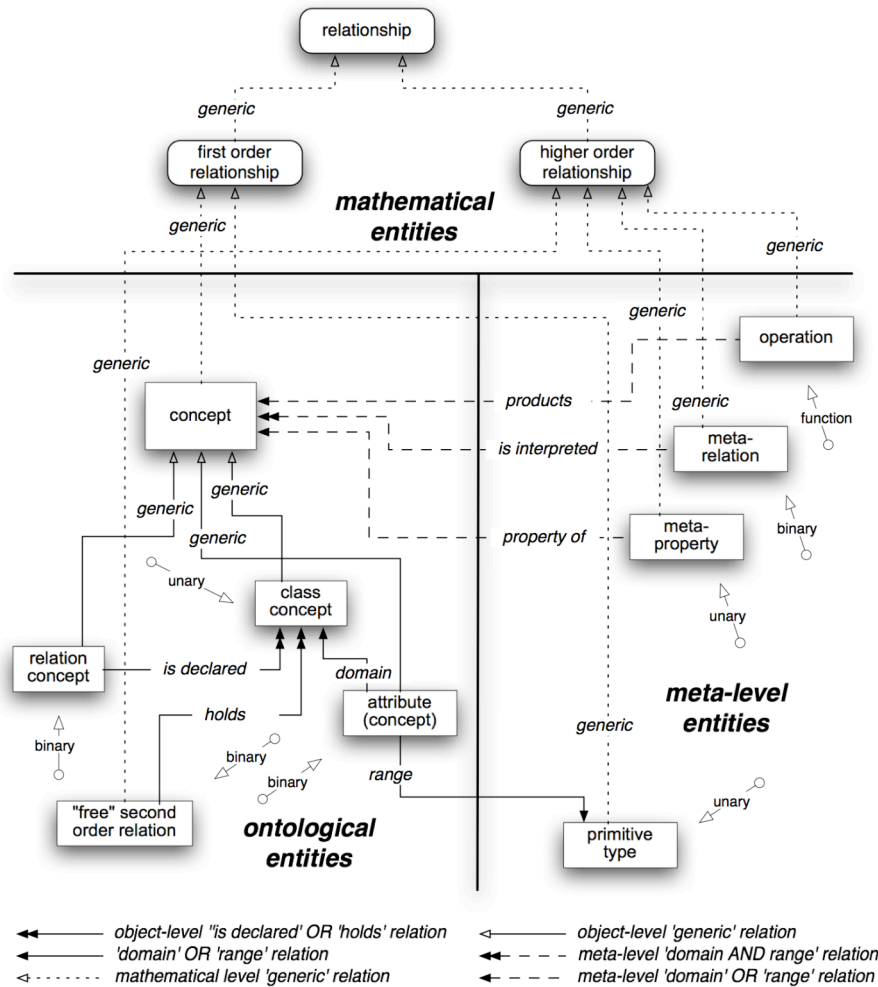 relationship
generic
generic
first order
relationship
higher order
relationship
mathematical
entities
generic
generic
generic
operation
generic
concept
products
generic
function
is interpreted
meta-
relation
generic
generic
generic
property of
meta-
property
binary
unary
class
concept
unary
relation
concept
is declared
domain
attribute
(concept)
meta-level
entities
holds
generic
binary
binary
binary
range
unary
"free" second
order relation
ontological
entities
primitive
type
object-level "is declared' OR 'holds' relation
object-level 'generic' relation
'domain' OR 'range' relation
meta-level 'domain AND range' relation
mathematical level 'generic' relation
meta-level 'domain' OR 'range' relation